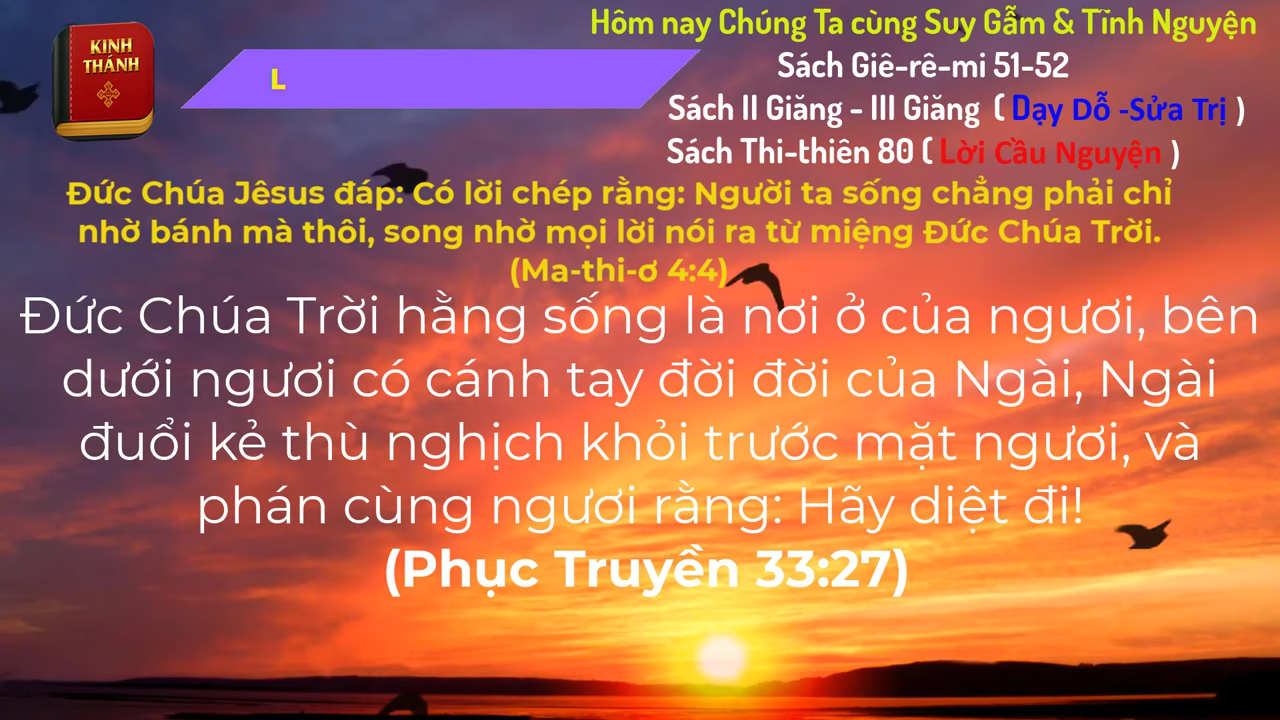 KINH
THÁNH
L
Hôm nay Chúng Ta cùng Suy Gẫm & Tĩnh Nguyện
Sách Giê-rê-mi 51-52
Sách II Giăng - III Giăng ( Dạy Dỗ -Sửa Trị )
Sách Thi-thiên 80 ( Lời Cầu Nguyện )
Đức Chúa Jêsus đáp: Có lời chép rằng: Người ta sống chẳng phải chỉ
nhờ bánh mà thôi, song nhờ mọi lời nói ra từ miệng Đức Chúa Trời.
(Ma-thi-ơ 4:4)
Đức Chúa Trời hằng sống là nơi ở của ngươi, bên
dưới ngươi có cánh tay đời đời của Ngài, Ngài
đuổi kẻ thù nghịch khỏi trước mặt ngươi, và
phán cùng ngươi rằng: Hãy diệt đi!
(Phục Truyền 33:27)